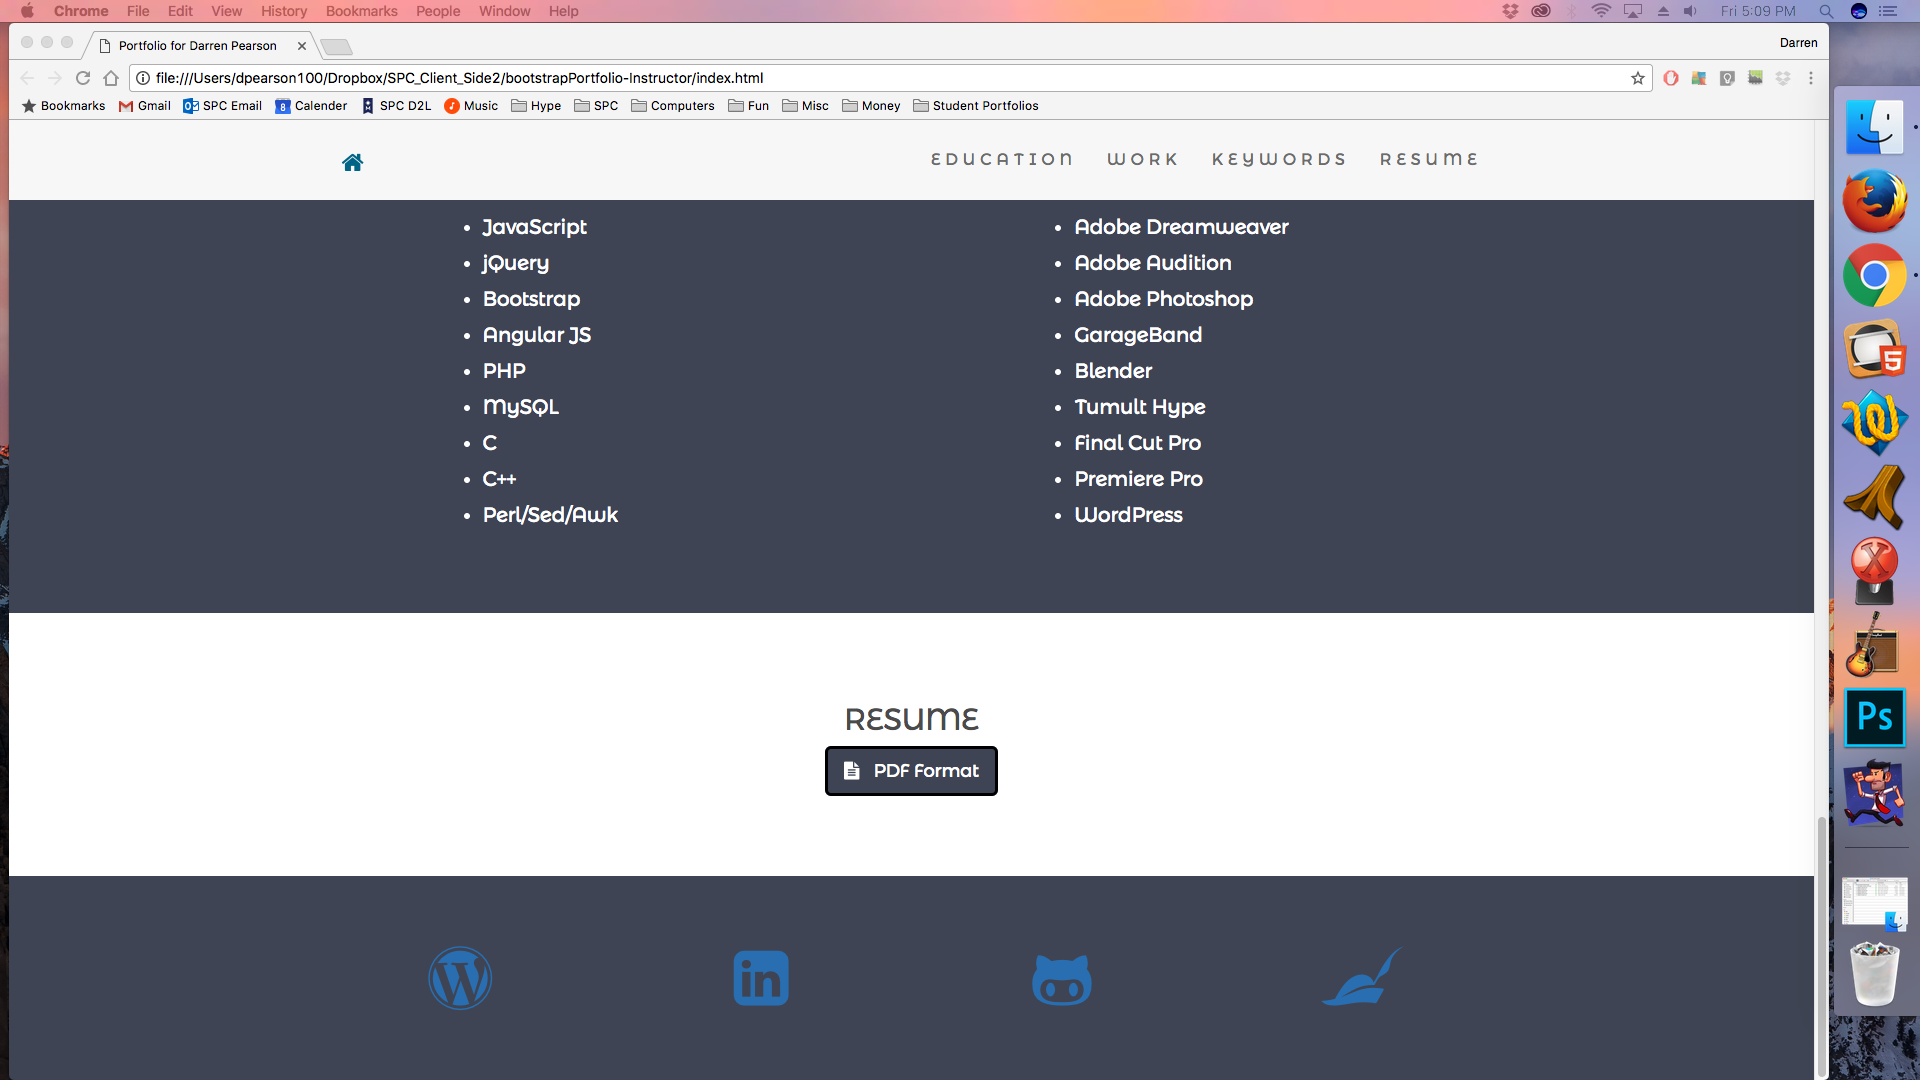 Chrome File Edit View History Bookmarks People Window Help Fri 5:09 PM
Portfolio for Darren Pearson Darren
file:///Users/dpearson100/Dropbox/SPC_Client_Side2/bootstrapPortfolio-Instructor/index.html
Bookmarks Gmail SPC Email 8 Calender SPC D2L Music Hype SPC Computers Fun Misc Money Student Portfolios
EDUCATION WORK KEYWORDS RESUME
• JavaScript
• jQuery
• Bootstrap
• Angular JS
• PHP
• MySQL
• C
• C++
• Perl/Sed/Awk
• Adobe Dreamweaver
• Adobe Audition
• Adobe Photoshop
• GarageBand
• Blender
• Tumult Hype
• Final Cut Pro
• Premiere Pro
• WordPress
RESUME
PDF Format
W in
5
X
Ps